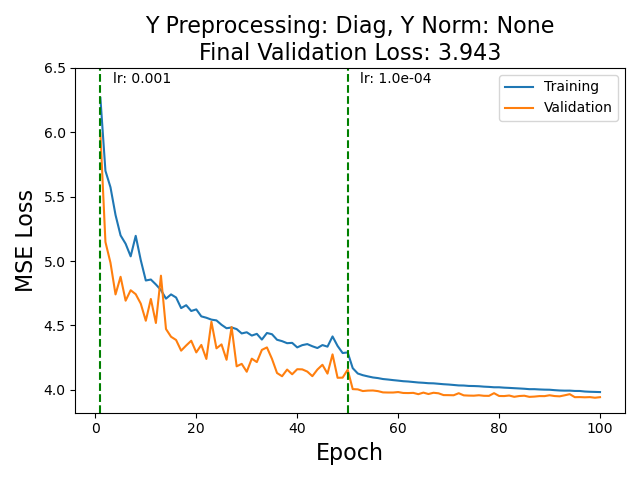 Y Preprocessing: Diag, Y Norm: None
Final Validation Loss: 3.943
lr: 0.001
lr: 1.0e-04
Training
Validation
MSE Loss
6.5
6.0
5.5
5.0
4.5
4.0
0
20
40
60
80
100
Epoch